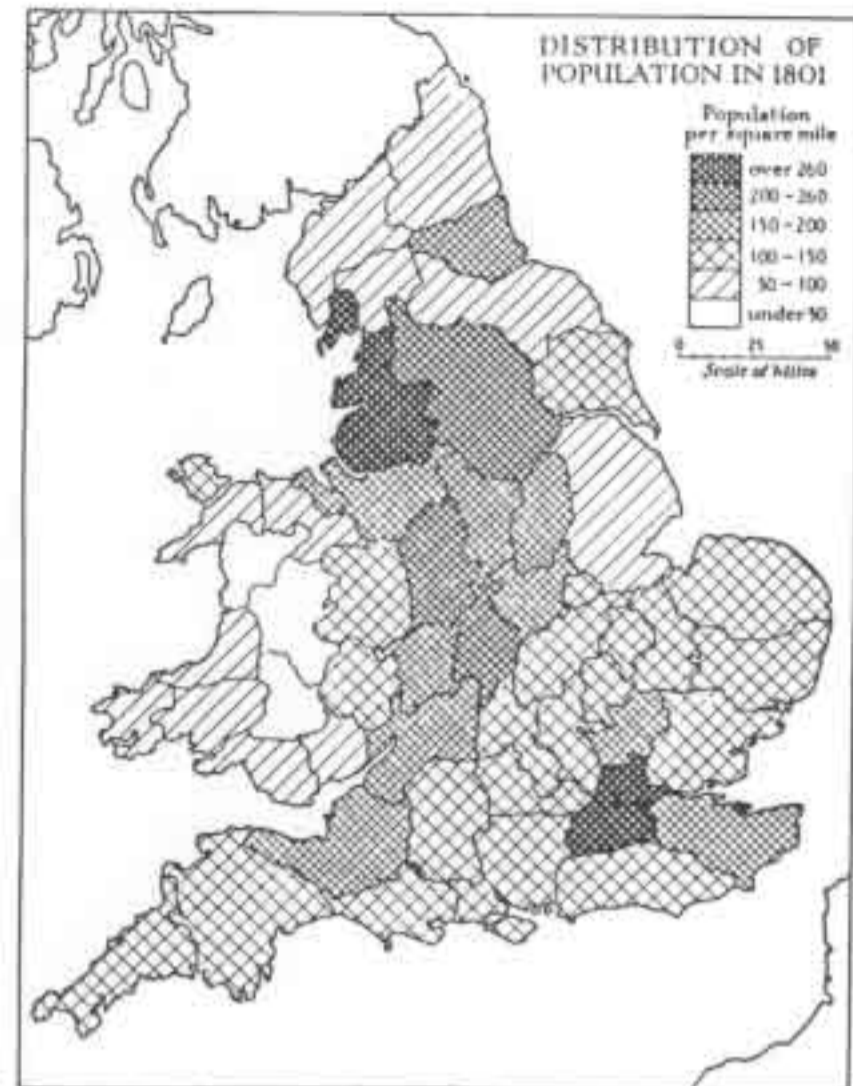 DISTRIBUTION OF
POPULATION IN 1801
Population
per square mile
over 260
200 - 260
150 - 200
100 - 150
50 - 100
under 50
0 25 50
Scale of Miles